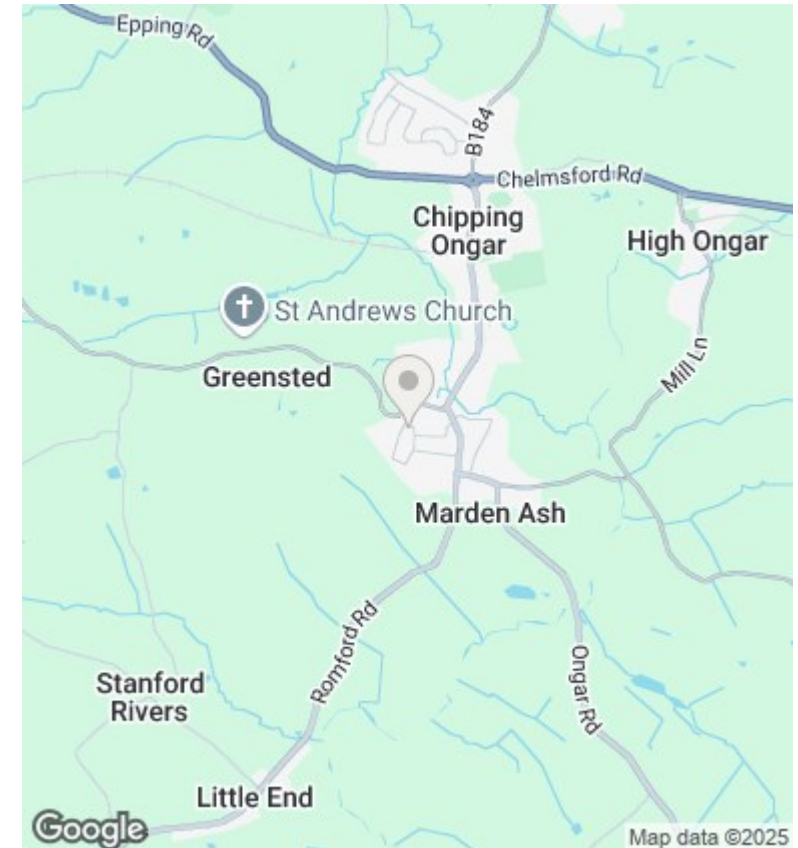 Epping Rd
B184
Chelmsford Rd
Chipping
Ongar
High Ongar
St Andrews Church
Greensted
Mill Ln
Marden Ash
Romford Rd
Ongar Rd
Stanford
Rivers
Little End
Google
Map data ©2025